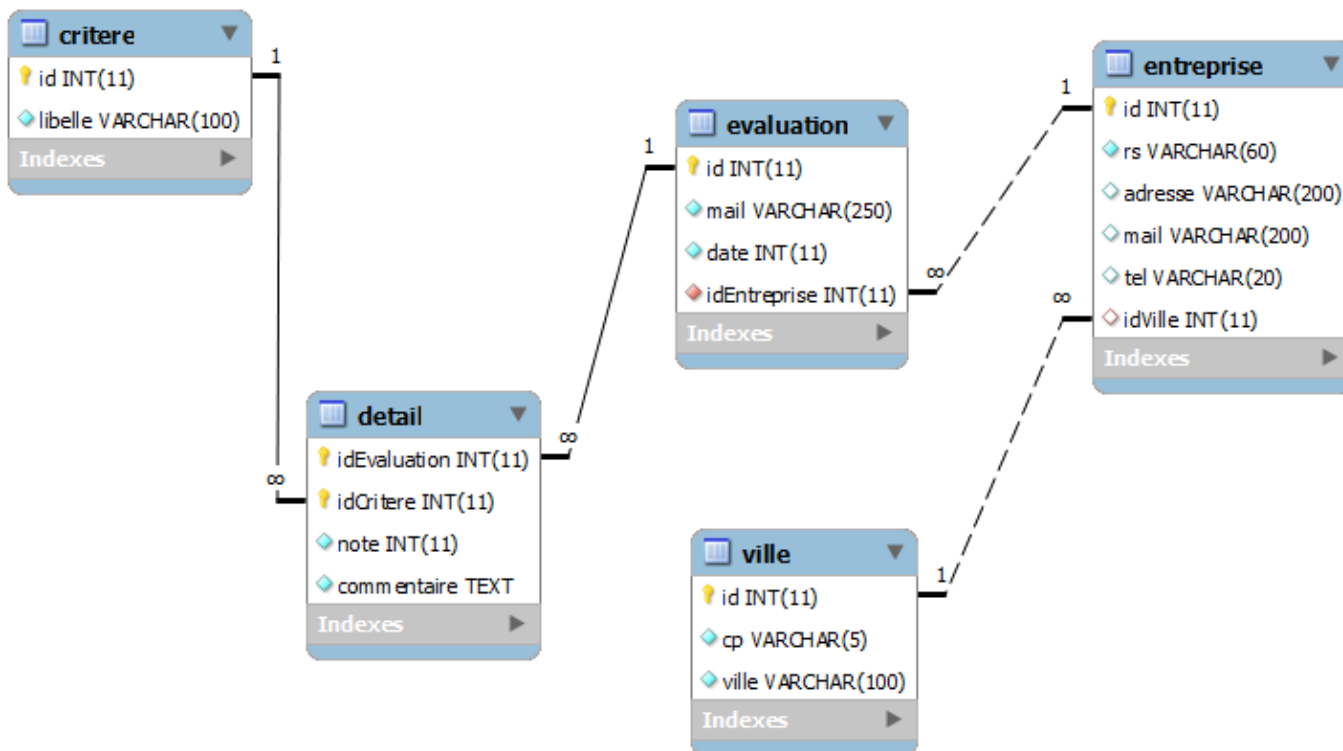 critere
id INT(11)
libelle VARCHAR(100)
Indexes
1
∞
detail
idEvaluation INT(11)
idCritere INT(11)
note INT(11)
commentaire TEXT
Indexes
∞
1
evaluation
id INT(11)
mail VARCHAR(250)
date INT(11)
idEntreprise INT(11)
Indexes
∞
1
entreprise
id INT(11)
rs VARCHAR(60)
adresse VARCHAR(200)
mail VARCHAR(200)
tel VARCHAR(20)
idVille INT(11)
Indexes
∞
1
ville
id INT(11)
cp VARCHAR(5)
ville VARCHAR(100)
Indexes